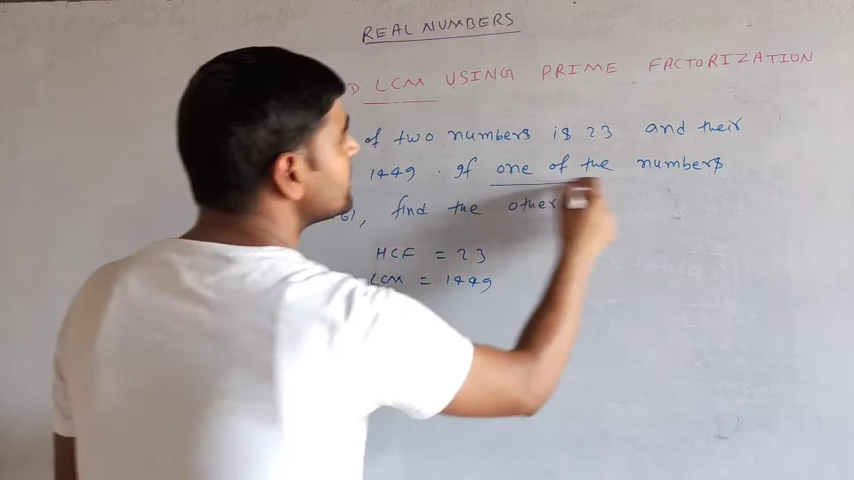 REAL NUMBERS
D LCM USING PRIME FACTORIZATION
of two numbers is 23 and their
1449 . If one of the numbers
61, find the other
HCF = 23
LCM = 1449